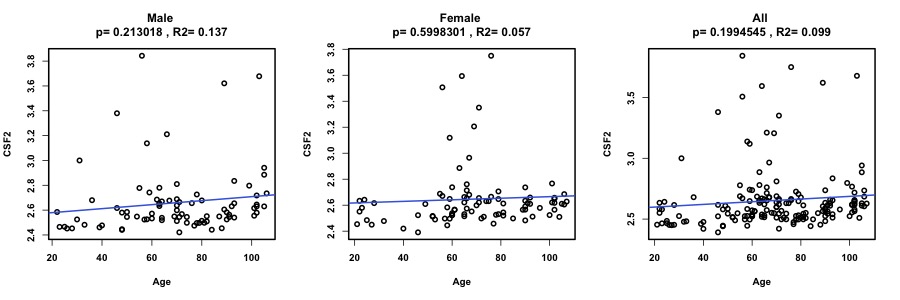 Male
p= 0.213018 , R2= 0.137
CSF2
3.8
3.6
3.4
3.2
3.0
2.8
2.6
2.4
20 40 60 80 100
Age
Female
p= 0.5998301 , R2= 0.057
CSF2
3.8
3.6
3.4
3.2
3.0
2.8
2.6
2.4
20 40 60 80 100
Age
All
p= 0.1994545 , R2= 0.099
CSF2
3.5
3.0
2.5
20 40 60 80 100
Age